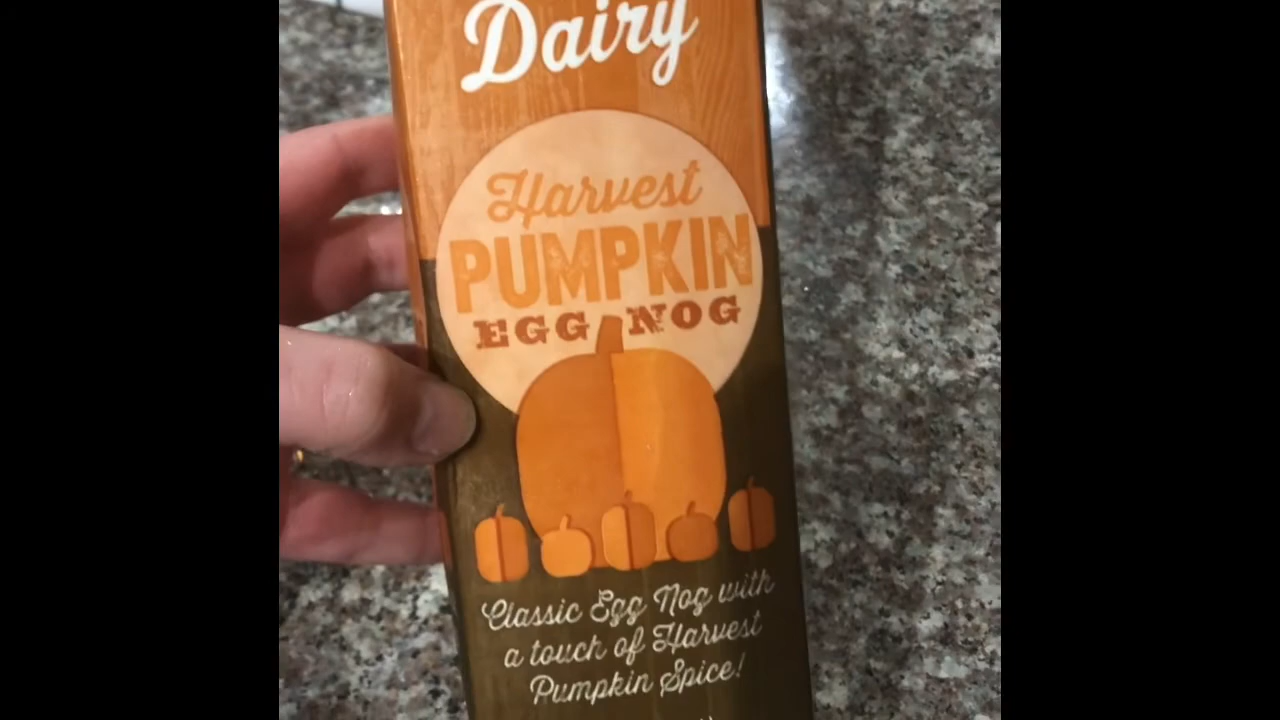 Dairy
Harvest
PUMPKIN
EGG NOG
Classic Egg Nog with
a touch of Harvest
Pumpkin Spice!